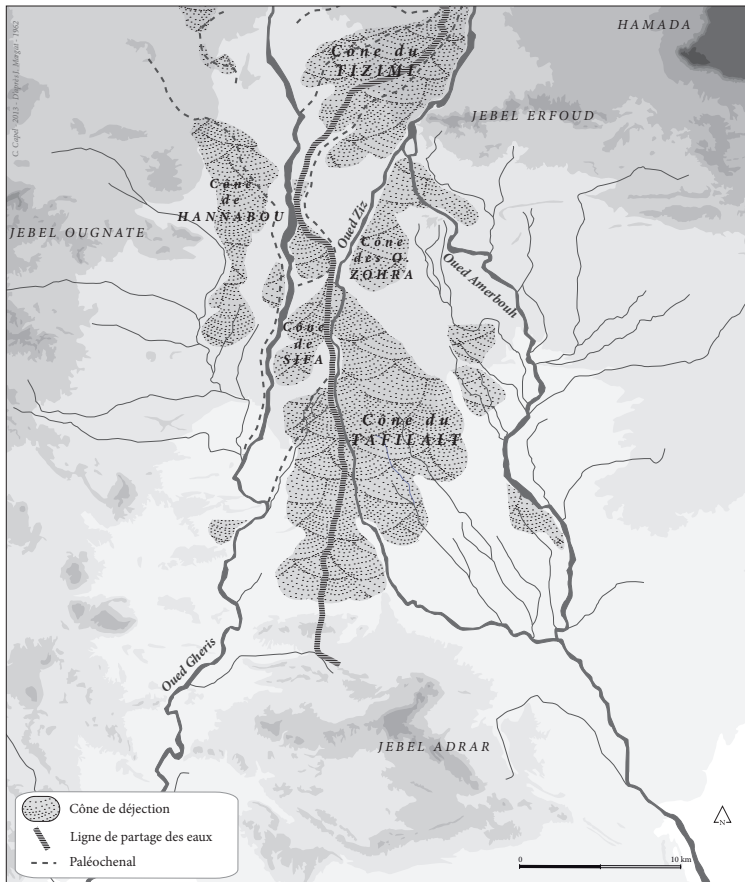 C. Capel - 2013 - D'après J. Margat - 1962
HAMADA
Cône du
TIZIMI
JEBEL ERFOUD
Cône
de
HANNABOU
JEBEL OUGNATE
Oued Ziz
Cône
des O.
ZOHRA
Oued Amerbouh
Cône
de
SIFA
Cône du
TAFILALT
Oued Gheris
JEBEL ADRAR
Cône de déjection
Ligne de partage des eaux
Paléochenal
N
0 10 km